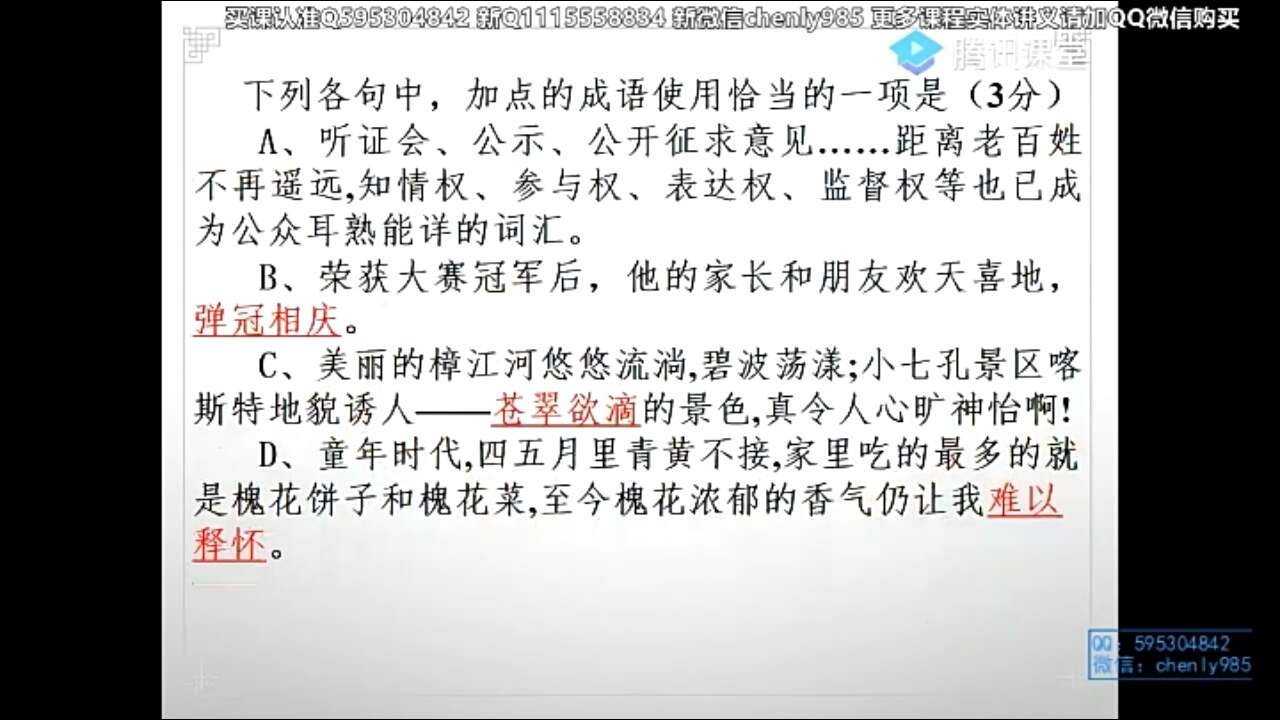 买课认准Q595304842 新Q1115558834 新微信chenly985 更多课程实体讲义请加QQ微信购买
腾讯课堂
下列各句中，加点的成语使用恰当的一项是（3分）
A、听证会、公示、公开征求意见……距离老百姓
不再遥远,知情权、参与权、表达权、监督权等也已成
为公众耳熟能详的词汇。
B、荣获大赛冠军后，他的家长和朋友欢天喜地，
弹冠相庆。
C、美丽的樟江河悠悠流淌,碧波荡漾;小七孔景区喀
斯特地貌诱人——苍翠欲滴的景色,真令人心旷神怡啊!
D、童年时代,四五月里青黄不接,家里吃的最多的就
是槐花饼子和槐花菜,至今槐花浓郁的香气仍让我难以
释怀。
QQ：595304842
微信：chenly985